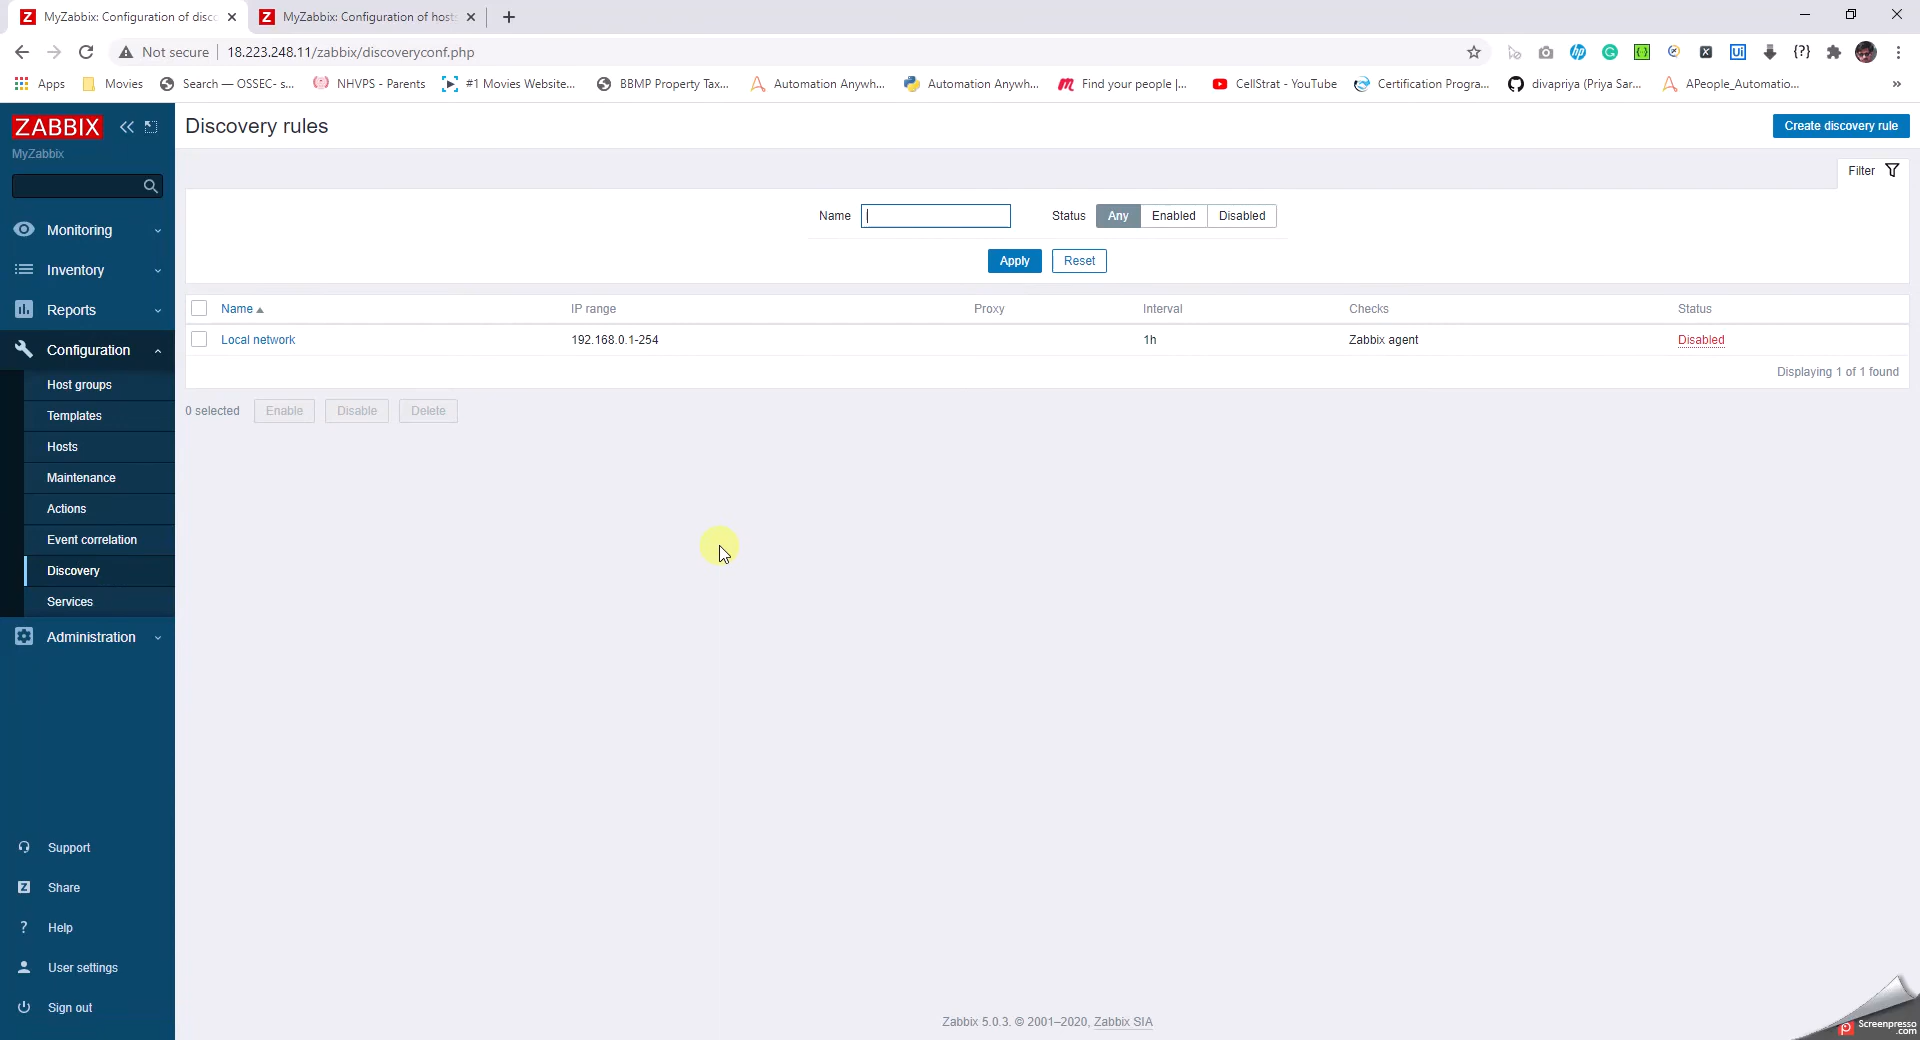 MyZabbix: Configuration of disco
MyZabbix: Configuration of hosts
Not secure
18.223.248.11/zabbix/discoveryconf.php
Apps
Movies
Search — OSSEC- s...
NHVPS - Parents
#1 Movies Website...
BBMP Property Tax...
Automation Anywh...
Automation Anywh...
Find your people |...
CellStrat - YouTube
Certification Progra...
divapriya (Priya Sar...
APeople_Automatio...
ZABBIX
MyZabbix
Monitoring
Inventory
Reports
Configuration
Host groups
Templates
Hosts
Maintenance
Actions
Event correlation
Discovery
Services
Administration
Support
Share
Help
User settings
Sign out
Discovery rules
Create discovery rule
Filter
Name
Status Any Enabled Disabled
Apply Reset
Name IP range Proxy Interval Checks Status
Local network 192.168.0.1-254 1h Zabbix agent Disabled
Displaying 1 of 1 found
0 selected Enable Disable Delete
Zabbix 5.0.3. © 2001–2020, Zabbix SIA
Screenpresso
.com